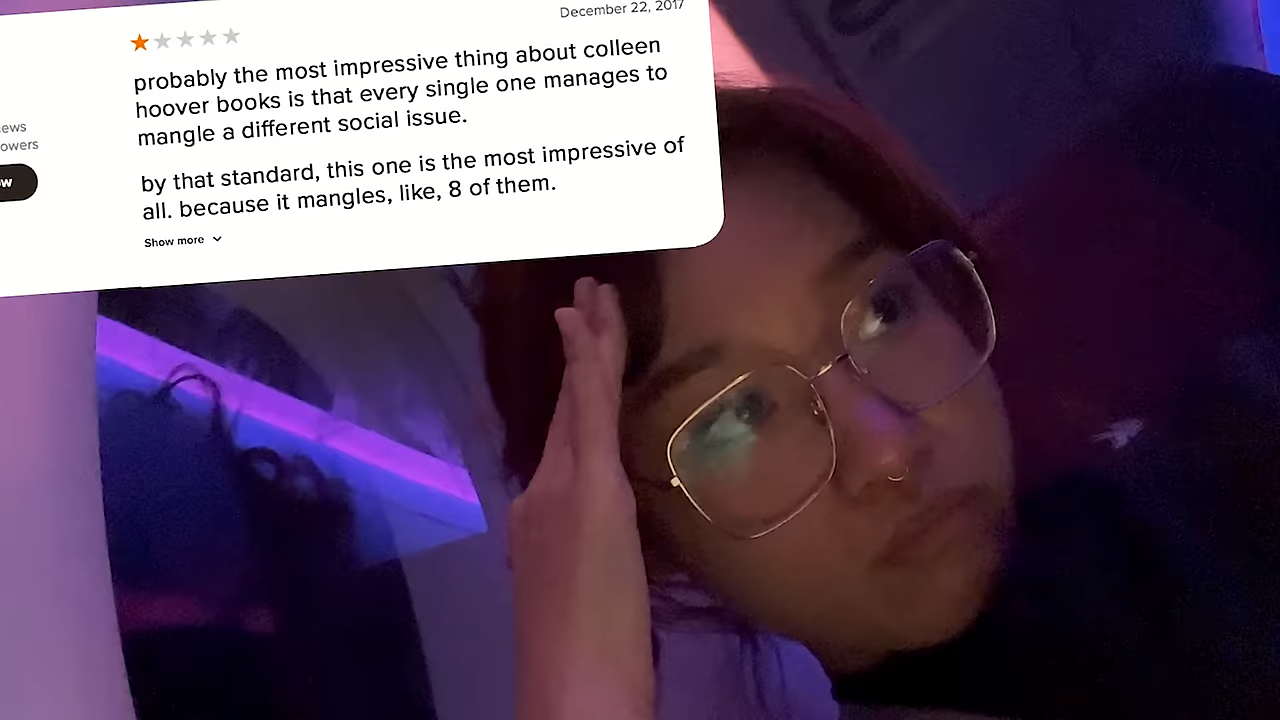 December 22, 2017
probably the most impressive thing about colleen
hoover books is that every single one manages to
mangle a different social issue.
by that standard, this one is the most impressive of
all. because it mangles, like, 8 of them.
Show more